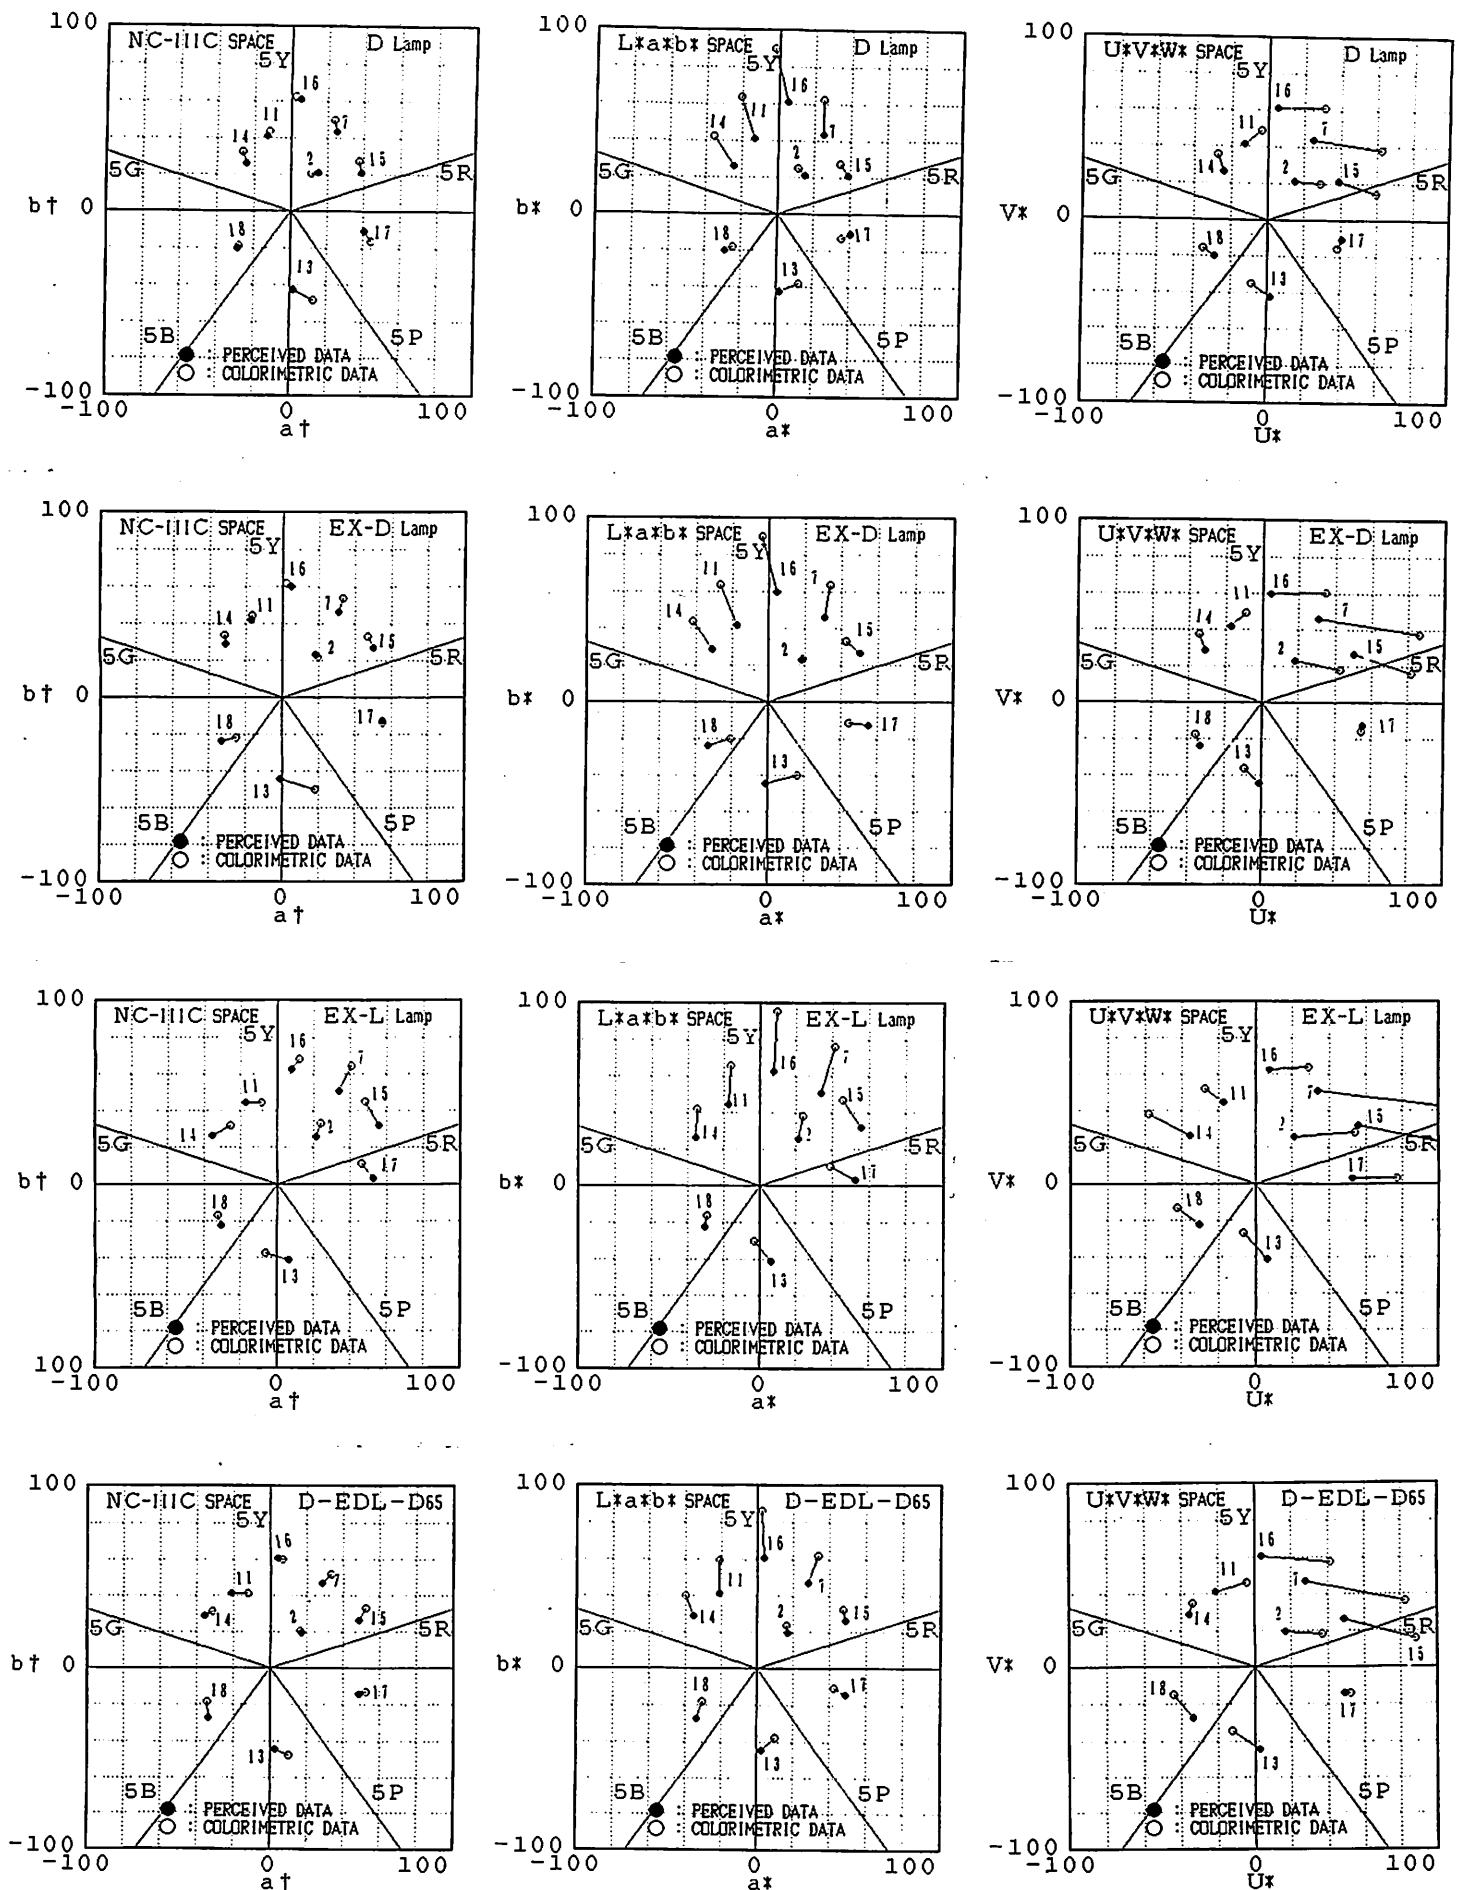 100
NC-IIIC SPACE
D Lamp
5Y
16
11
7
14
2
15
5G
5R
b† 0
18
17
13
5B
5P
● : PERCEIVED DATA
○ : COLORIMETRIC DATA
-100
-100 0 100
a†
100
L*a*b* SPACE
D Lamp
5Y
16
11
14
7
2
15
5G
5R
b* 0
18
17
13
5B
5P
● : PERCEIVED DATA
○ : COLORIMETRIC DATA
-100
-100 0 100
a*
100
U*V*W* SPACE
D Lamp
5Y
16
11
7
14
2
15
5G
5R
V* 0
18
17
13
5B
5P
● : PERCEIVED DATA
○ : COLORIMETRIC DATA
-100
-100 0 100
U*
100
NC-IIIC SPACE
EX-D Lamp
5Y
16
11
7
14
2
15
5G
5R
b† 0
18
17
13
5B
5P
● : PERCEIVED DATA
○ : COLORIMETRIC DATA
-100
-100 0 100
a†
100
L*a*b* SPACE
EX-D Lamp
5Y
11
16
7
14
15
2
5G
5R
b* 0
18
17
13
5B
5P
● : PERCEIVED DATA
○ : COLORIMETRIC DATA
-100
-100 0 100
a*
100
U*V*W* SPACE
EX-D Lamp
5Y
16
11
7
14
2
15
5G
5R
V* 0
18
17
13
5B
5P
● : PERCEIVED DATA
○ : COLORIMETRIC DATA
-100
-100 0 100
U*
100
NC-IIIC SPACE
EX-L Lamp
5Y
16
7
11
15
14
2
5G
5R
17
b† 0
18
13
5B
5P
● : PERCEIVED DATA
○ : COLORIMETRIC DATA
100
-100 0 100
a†
100
L*a*b* SPACE
EX-L Lamp
5Y
16
7
11
15
14
2
5G
5R
17
b* 0
18
13
5B
5P
● : PERCEIVED DATA
○ : COLORIMETRIC DATA
-100
-100 0 100
a*
100
U*V*W* SPACE
EX-L Lamp
5Y
16
11
7
14
2
15
5G
5R
17
V* 0
18
13
5B
5P
● : PERCEIVED DATA
○ : COLORIMETRIC DATA
-100
-100 0 100
U*
100
NC-IIIC SPACE
D-EDL-D65
5Y
16
11
7
14
2
15
5G
5R
b† 0
18
17
13
5B
5P
● : PERCEIVED DATA
○ : COLORIMETRIC DATA
-100
-100 0 100
a†
100
L*a*b* SPACE
D-EDL-D65
5Y
16
11
7
14
2
15
5G
5R
b* 0
18
17
13
5B
5P
● : PERCEIVED DATA
○ : COLORIMETRIC DATA
-100
-100 0 100
a*
100
U*V*W* SPACE
D-EDL-D65
5Y
16
11
7
14
2
5G
5R
15
V* 0
18
17
13
5B
5P
● : PERCEIVED DATA
○ : COLORIMETRIC DATA
-100
-100 0 100
U*